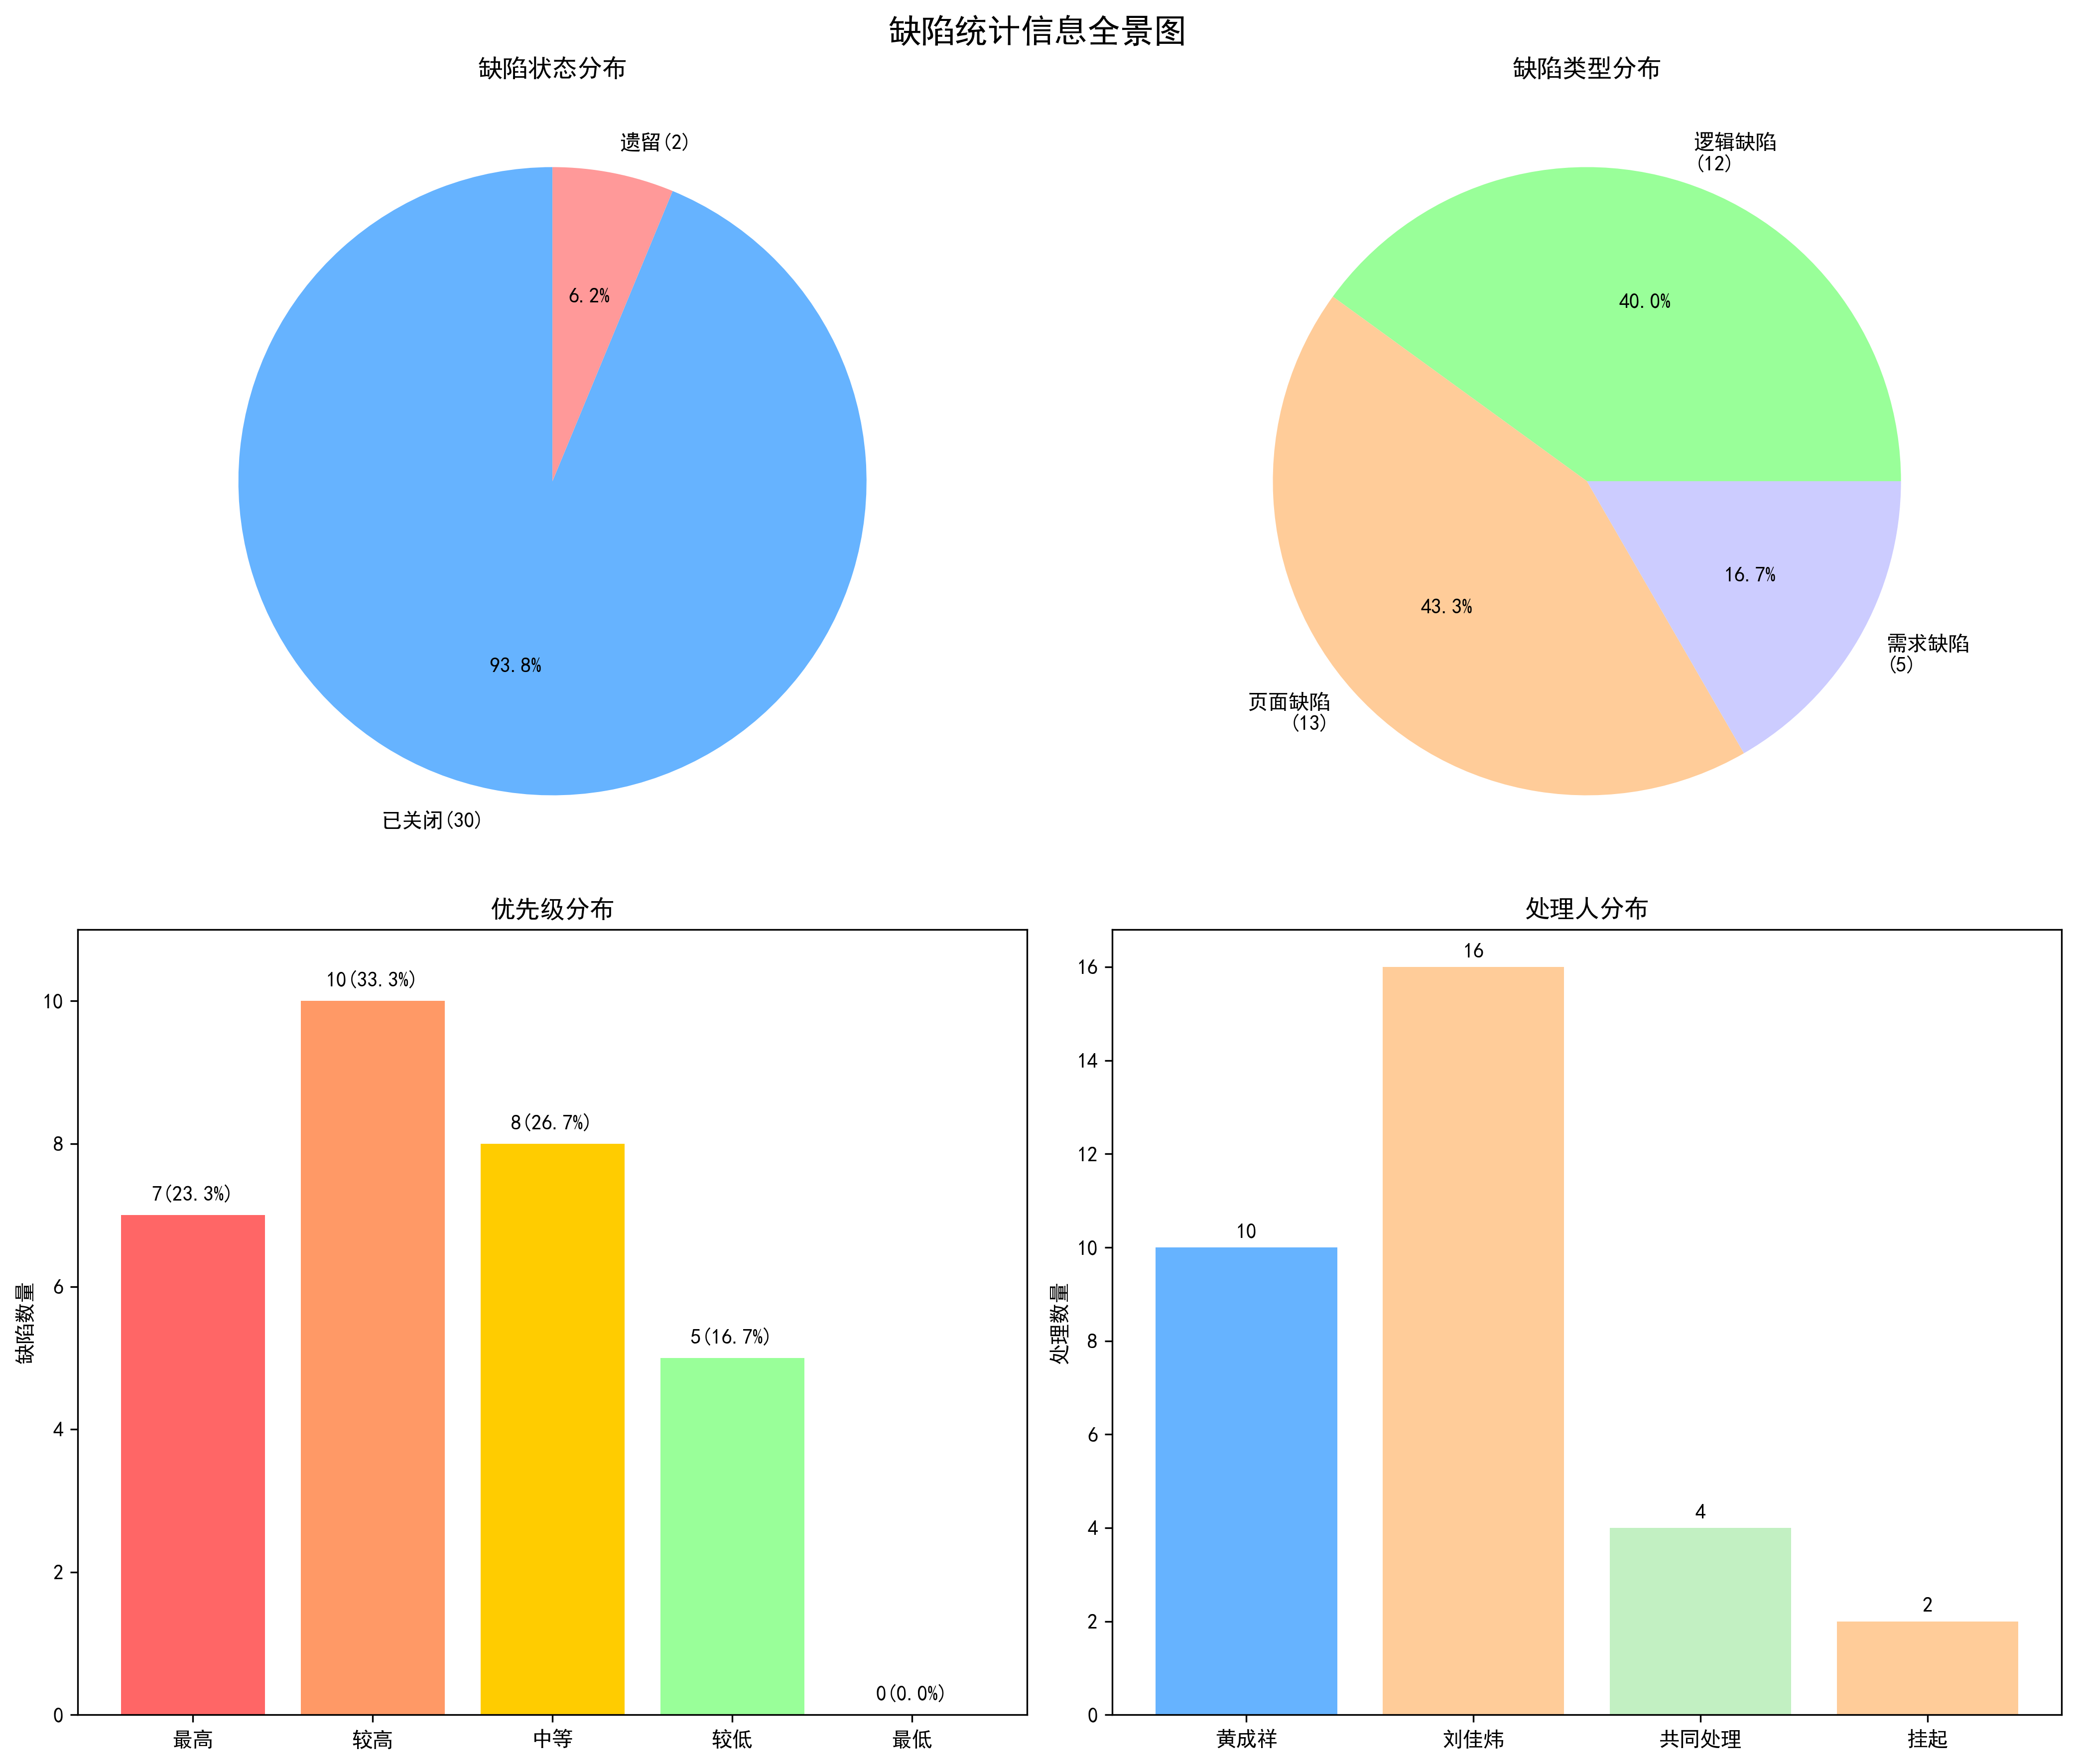 缺陷统计信息全景图
缺陷状态分布
遗留(2)
6.2%
93.8%
已关闭(30)
缺陷类型分布
逻辑缺陷
(12)
40.0%
43.3%
16.7%
需求缺陷
(5)
页面缺陷
(13)
优先级分布
缺陷数量
10
8
6
4
2
0
7(23.3%)
10(33.3%)
8(26.7%)
5(16.7%)
0(0.0%)
最高
较高
中等
较低
最低
处理人分布
处理数量
16
14
12
10
8
6
4
2
0
10
16
4
2
黄成祥
刘佳炜
共同处理
挂起